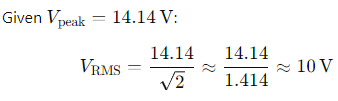 Given V_peak = 14.14 V:
V_RMS = 14.14/√2 ≈ 14.14/1.414 ≈ 10 V